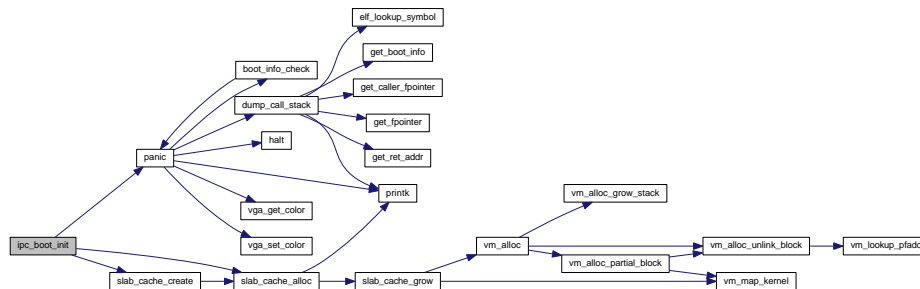 elf_lookup_symbol
get_boot_info
boot_info_check
get_caller_fpointer
dump_call_stack
get_fpointer
halt
get_ret_addr
panic
printk
vm_alloc_grow_stack
vga_get_color
ipc_boot_init
vga_set_color
vm_alloc
vm_alloc_unlink_block
vm_lookup_pfaddr
vm_alloc_partial_block
slab_cache_create
slab_cache_alloc
slab_cache_grow
vm_map_kernel